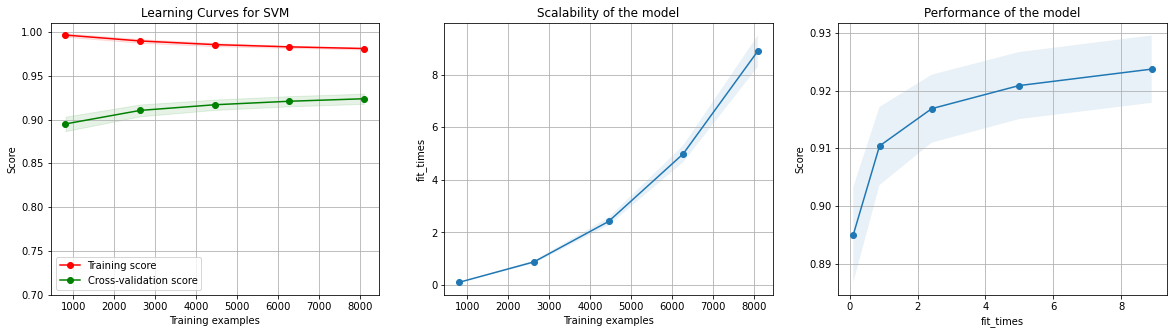 Learning Curves for SVM
Score
1.00
0.95
0.90
0.85
0.80
0.75
0.70
Training score
Cross-validation score
1000 2000 3000 4000 5000 6000 7000 8000
Training examples
Scalability of the model
fit_times
8
6
4
2
0
1000 2000 3000 4000 5000 6000 7000 8000
Training examples
Performance of the model
Score
0.93
0.92
0.91
0.90
0.89
0 2 4 6 8
fit_times